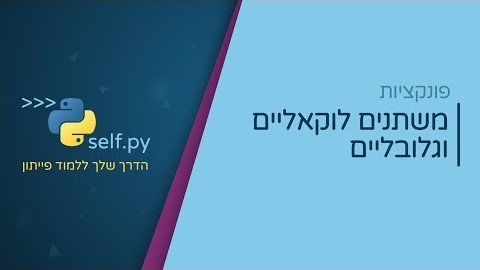 פונקציות
משתנים לוקאליים
וגלובליים
>>>
self.py
הדרך שלך ללמוד פייתון